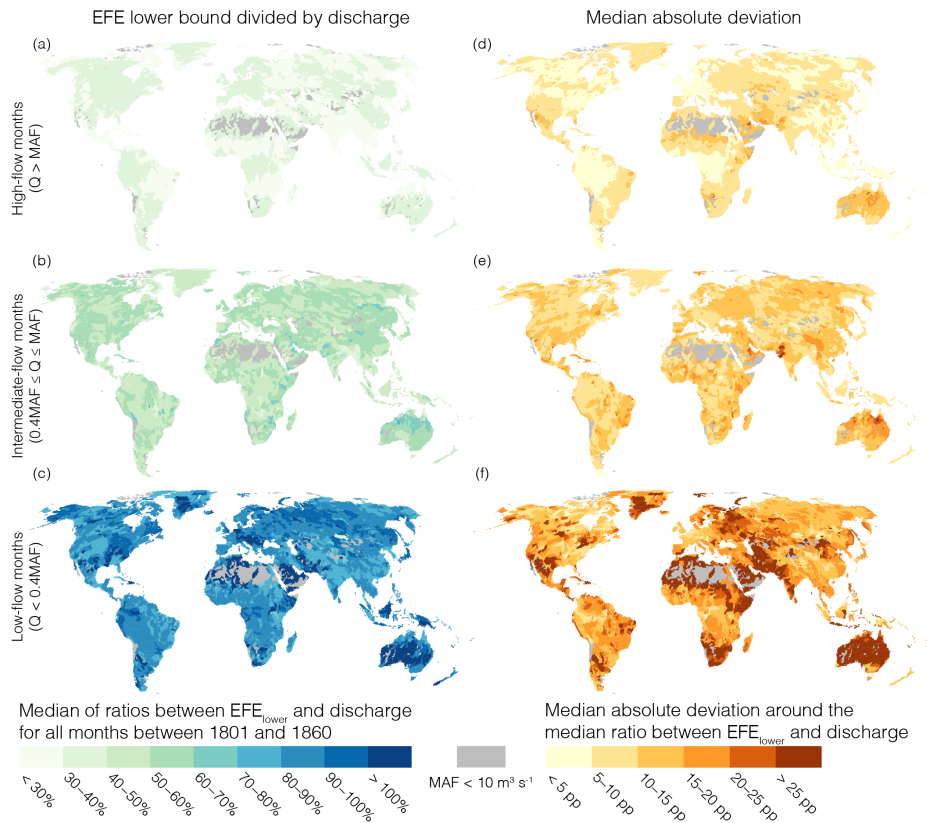 EFE lower bound divided by discharge
Median absolute deviation
(a)
(d)
High-flow months
(Q > MAF)
(b)
(e)
Intermediate-flow months
(0.4MAF ≤ Q ≤ MAF)
(c)
(f)
Low-flow months
(Q < 0.4MAF)
Median of ratios between EFElower and discharge
for all months between 1801 and 1860
< 30%
30–40%
40–50%
50–60%
60–70%
70–80%
80–90%
90–100%
> 100%
MAF < 10 m³ s⁻¹
Median absolute deviation around the
median ratio between EFElower and discharge
< 5 pp
5–10 pp
10–15 pp
15–20 pp
20–25 pp
> 25 pp